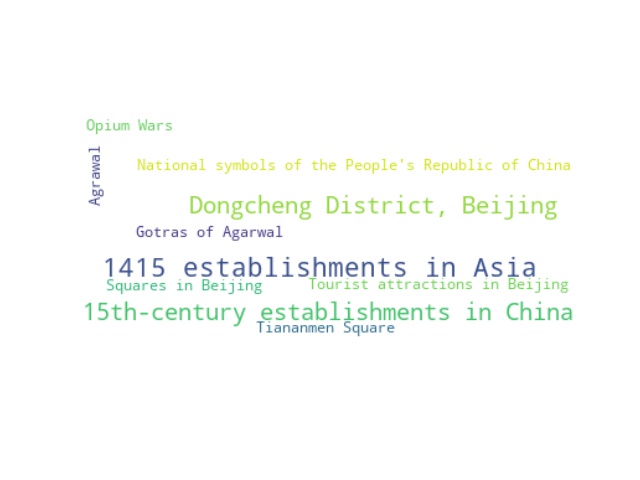 Opium Wars
Agrawal
National symbols of the People's Republic of China
Dongcheng District, Beijing
Gotras of Agarwal
1415 establishments in Asia
Squares in Beijing
Tourist attractions in Beijing
15th-century establishments in China
Tiananmen Square